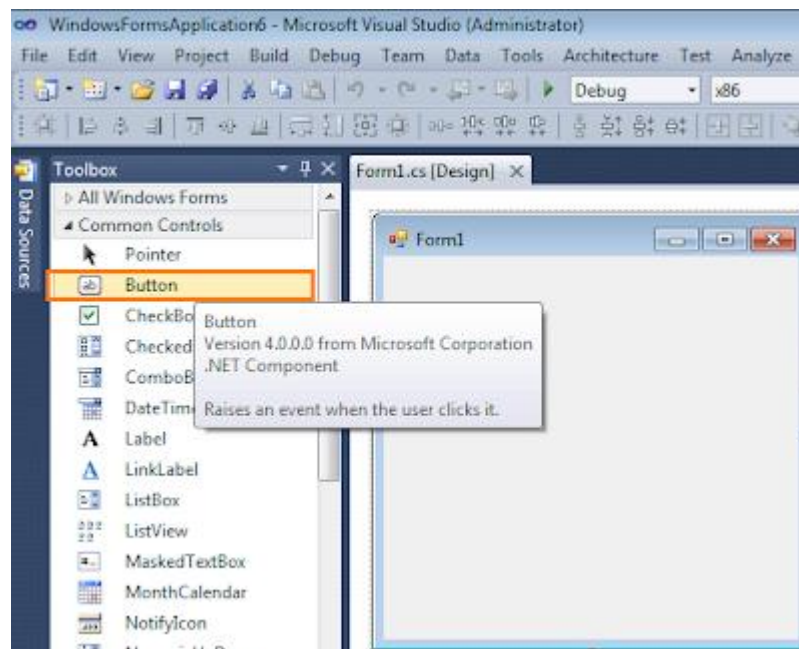 WindowsFormsApplication6 - Microsoft Visual Studio (Administrator)
File Edit View Project Build Debug Team Data Tools Architecture Test Analyze
Debug x86
Toolbox
Form1.cs [Design]
Data Sources
All Windows Forms
Common Controls
Form1
Pointer
Button
CheckBo
Checked
ComboB
DateTim
Button
Version 4.0.0.0 from Microsoft Corporation
.NET Component
Raises an event when the user clicks it.
Label
LinkLabel
ListBox
ListView
MaskedTextBox
MonthCalendar
NotifyIcon